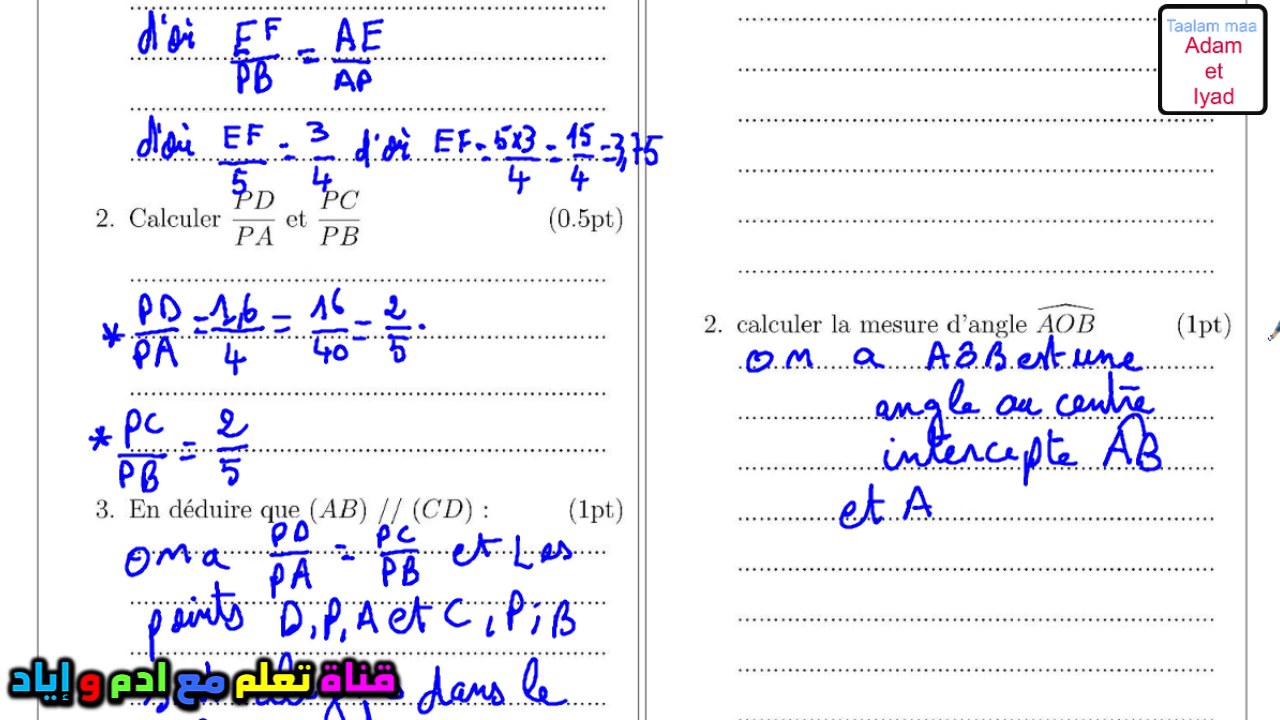 d'où EF/PB = AE/AP
d'où EF/5 = 3/4 d'où EF = 5x3/4 = 15/4 = 3,75
2. Calculer PD/PA et PC/PB (0.5pt)
* PD/PA = 1,6/4 = 16/40 = 2/5.
* PC/PB = 2/5
3. En déduire que (AB) // (CD) : (1pt)
on a PD/PA = PC/PB et Les
points D, P, A et C, P; B
dans le
قناة تعلم مع ادم و إياد
Taalam maa
Adam
et
Iyad
2. calculer la mesure d'angle AOB (1pt)
on a AOB est une
angle au centre
intercepte AB
et A